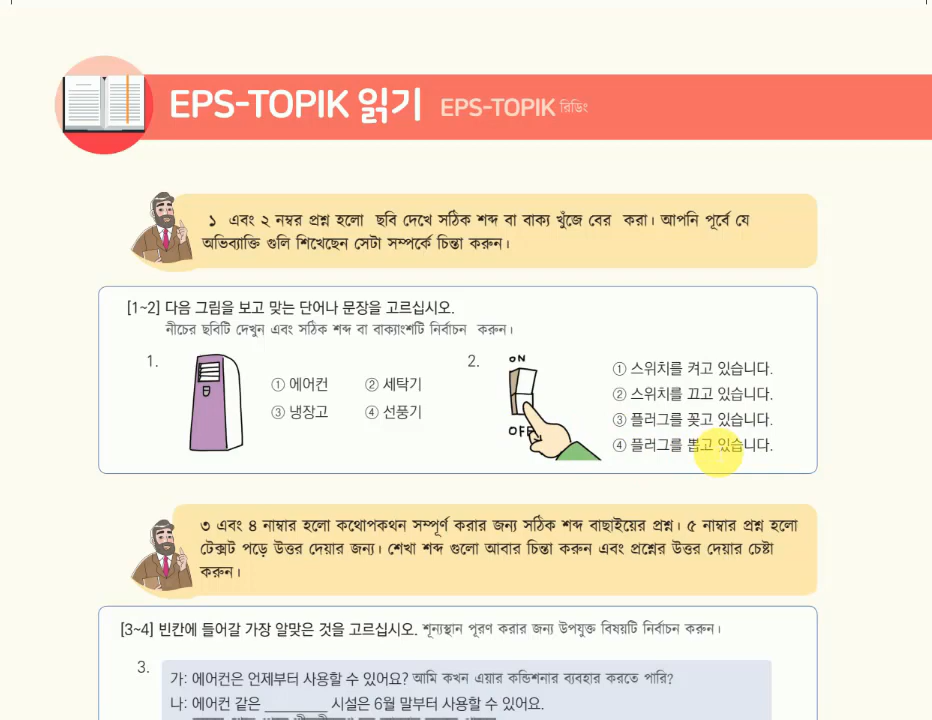 EPS-TOPIK 읽기 EPS-TOPIK রিডিং
১ এবং ২ নম্বর প্রশ্ন হলো ছবি দেখে সঠিক শব্দ বা বাক্য খুঁজে বের করা। আপনি পূর্বে যে
অভিব্যাক্তি গুলি শিখেছেন সেটা সম্পর্কে চিন্তা করুন।
[1~2] 다음 그림을 보고 맞는 단어나 문장을 고르십시오.
নীচের ছবিটি দেখুন এবং সঠিক শব্দ বা বাক্যাংশটি নির্বাচন করুন।
1.
① 에어컨 ② 세탁기
③ 냉장고 ④ 선풍기
2.
ON
OFF
① 스위치를 켜고 있습니다.
② 스위치를 끄고 있습니다.
③ 플러그를 꽂고 있습니다.
④ 플러그를 뽑고 있습니다.
৩ এবং ৪ নাম্বার হলো কথোপকথন সম্পূর্ণ করার জন্য সঠিক শব্দ বাছাইয়ের প্রশ্ন। ৫ নাম্বার প্রশ্ন হলো
টেক্সট পড়ে উত্তর দেয়ার জন্য। শেখা শব্দ গুলো আবার চিন্তা করুন এবং প্রশ্নের উত্তর দেয়ার চেষ্টা
করুন।
[3~4] 빈칸에 들어갈 가장 알맞은 것을 고르십시오. শূন্যস্থান পূরণ করার জন্য উপযুক্ত বিষয়টি নির্বাচন করুন।
3.
가: 에어컨은 언제부터 사용할 수 있어요? আমি কখন এয়ার কন্ডিশনার ব্যবহার করতে পারি?
나: 에어컨 같은 ________ 시설은 6월 말부터 사용할 수 있어요.